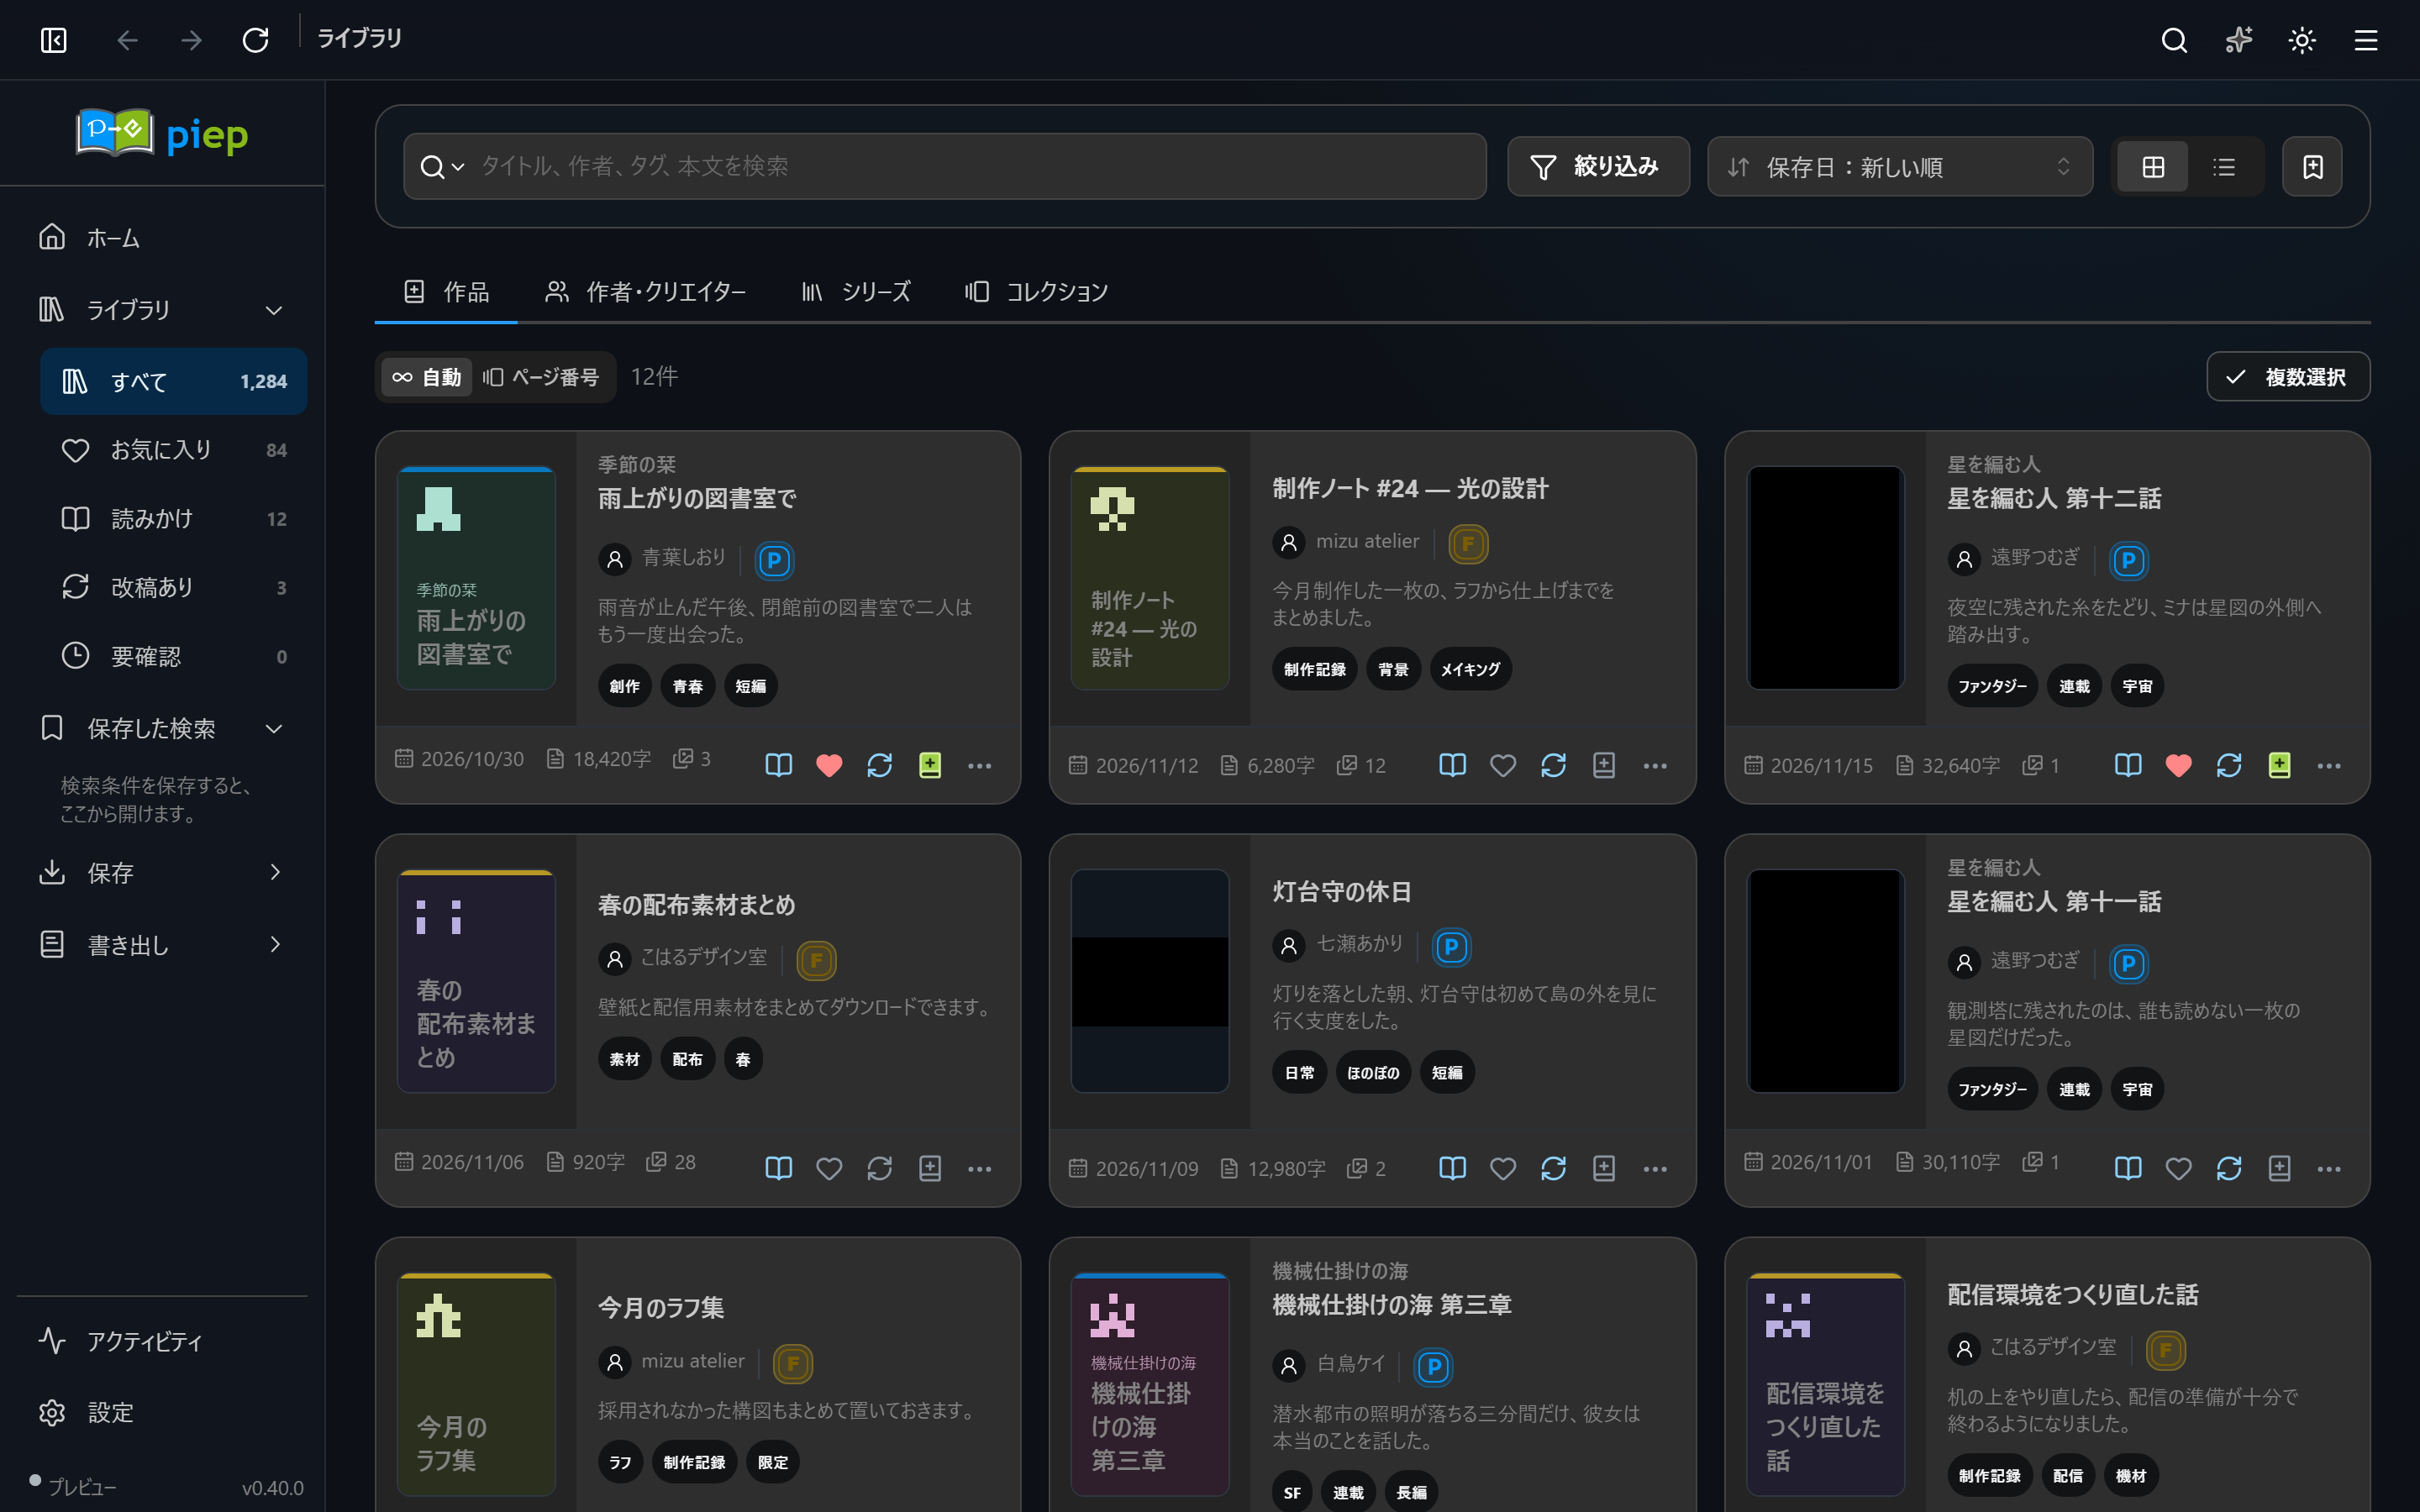 ライブラリ
piep
ホーム
ライブラリ
すべて 1,284
お気に入り 84
読みかけ 12
改稿あり 3
要確認 0
保存した検索
検索条件を保存すると、
ここから開けます。
保存
書き出し
アクティビティ
設定
プレビュー v0.40.0
タイトル、作者、タグ、本文を検索
絞り込み
保存日：新しい順
作品
作者・クリエイター
シリーズ
コレクション
自動 ページ番号 12件
複数選択
季節の栞
雨上がりの
図書室で
季節の栞
雨上がりの図書室で
青葉しおり P
雨音が止んだ午後、閉館前の図書室で二人は
もう一度出会った。
創作 青春 短編
2026/10/30 18,420字 3
制作ノート
#24 — 光の
設計
制作ノート #24 — 光の設計
mizu atelier F
今月制作した一枚の、ラフから仕上げまでを
まとめました。
制作記録 背景 メイキング
2026/11/12 6,280字 12
星を編む人
星を編む人 第十二話
遠野つむぎ P
夜空に残された糸をたどり、ミナは星図の外側へ
踏み出す。
ファンタジー 連載 宇宙
2026/11/15 32,640字 1
春の
配布素材ま
とめ
春の配布素材まとめ
こはるデザイン室 F
壁紙と配信用素材をまとめてダウンロードできます。
素材 配布 春
2026/11/06 920字 28
灯台守の休日
七瀬あかり P
灯りを落とした朝、灯台守は初めて島の外を見に
行く支度をした。
日常 ほのぼの 短編
2026/11/09 12,980字 2
星を編む人
星を編む人 第十一話
遠野つむぎ P
観測塔に残されたのは、誰も読めない一枚の
星図だけだった。
ファンタジー 連載 宇宙
2026/11/01 30,110字 1
今月の
ラフ集
今月のラフ集
mizu atelier F
採用されなかった構図もまとめて置いておきます。
ラフ 制作記録 限定
機械仕掛けの海
機械仕掛
けの海
第三章
機械仕掛けの海
機械仕掛けの海 第三章
白鳥ケイ P
潜水都市の照明が落ちる三分間だけ、彼女は
本当のことを話した。
SF 連載 長編
配信環境を
つくり直した
話
配信環境をつくり直した話
こはるデザイン室 F
机の上をやり直したら、配信の準備が十分で
終わるようになりました。
制作記録 配信 機材